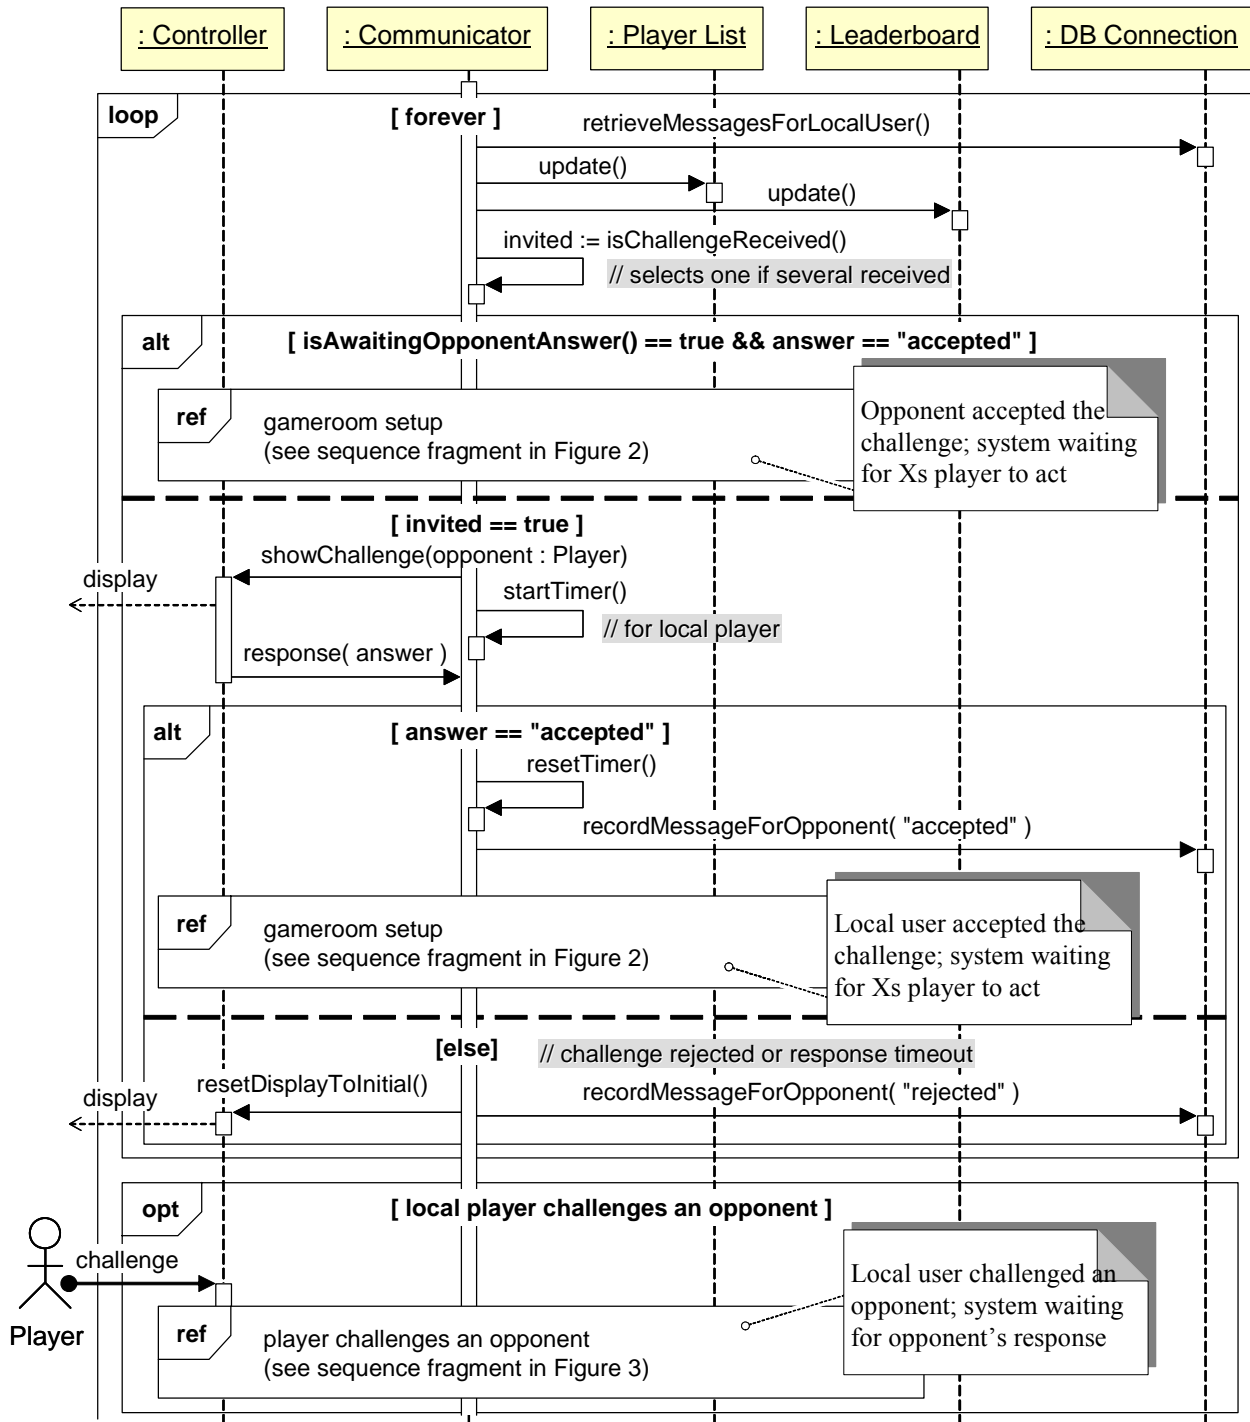 : Controller
: Communicator
: Player List
: Leaderboard
: DB Connection
loop
[ forever ]
retrieveMessagesForLocalUser()
update()
update()
invited := isChallengeReceived()
// selects one if several received
alt
[ isAwaitingOpponentAnswer() == true && answer == "accepted" ]
ref
gameroom setup
(see sequence fragment in Figure 2)
Opponent accepted the
challenge; system waiting
for Xs player to act
[ invited == true ]
showChallenge(opponent : Player)
display
startTimer()
// for local player
response( answer )
alt
[ answer == "accepted" ]
resetTimer()
recordMessageForOpponent( "accepted" )
ref
gameroom setup
(see sequence fragment in Figure 2)
Local user accepted the
challenge; system waiting
for Xs player to act
[else]
// challenge rejected or response timeout
resetDisplayToInitial()
recordMessageForOpponent( "rejected" )
display
opt
[ local player challenges an opponent ]
challenge
Player
ref
player challenges an opponent
(see sequence fragment in Figure 3)
Local user challenged an
opponent; system waiting
for opponent’s response